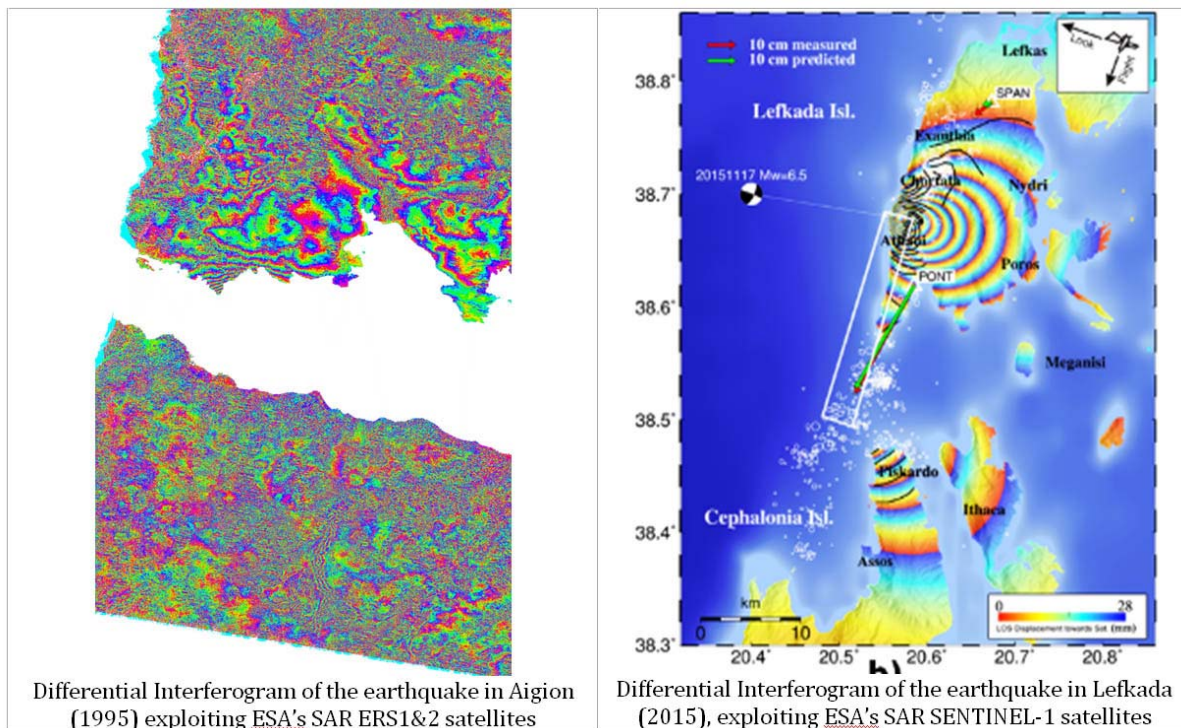 10 cm measured
10 cm predicted
Look
Flight
Lefkas
38.8°
SPAN
Lefkada Isl.
Exanthia
20151117 Mw=6.5
Nydri
38.7°
Athani
Poros
PONT
38.6°
Meganisi
38.5°
Fiskardo
Cephalonia Isl.
Ithaca
38.4°
Assos
km
0 28
LOS Displacement towards Sat. (mm)
0 10
38.3°
20.4° 20.5° 20.6° 20.7° 20.8°
b)
Differential Interferogram of the earthquake in Aigion
(1995) exploiting ESA's SAR ERS1&2 satellites
Differential Interferogram of the earthquake in Lefkada
(2015), exploiting ESA's SAR SENTINEL-1 satellites